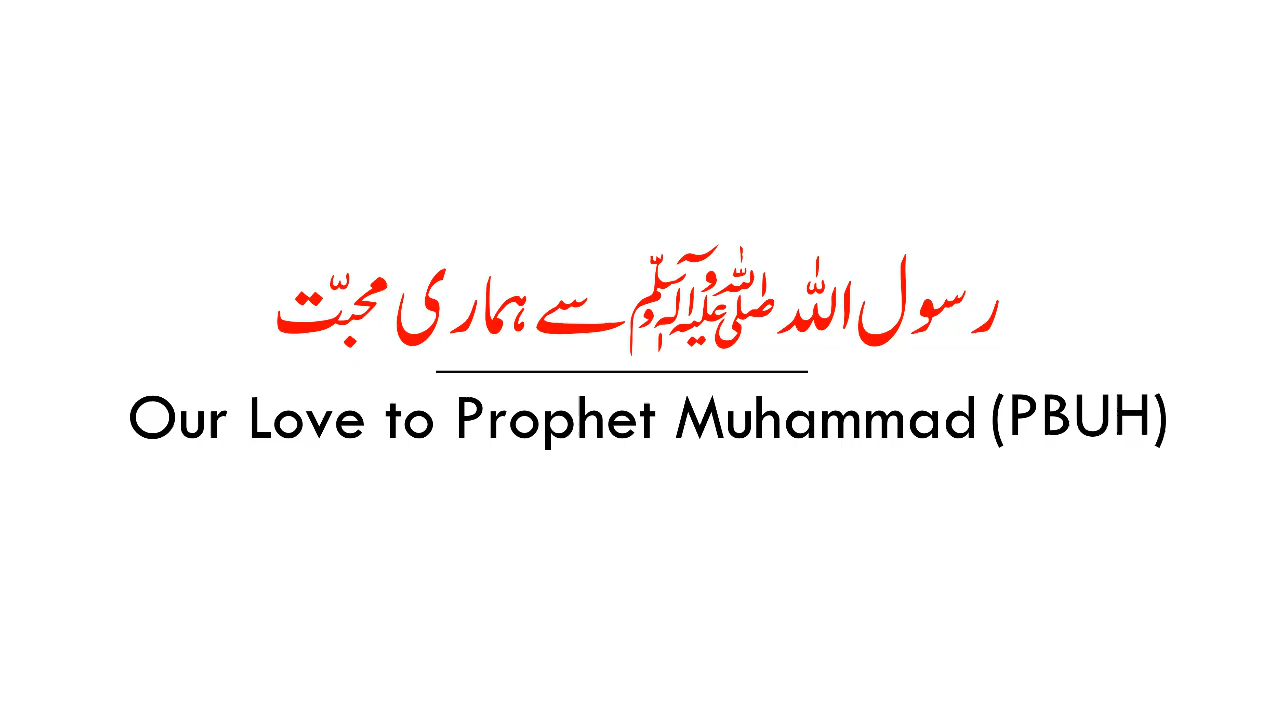 رسول اللہ صلی اللہ علیہ وآلہ وسلم سے ہماری محبّت
Our Love to Prophet Muhammad (PBUH)